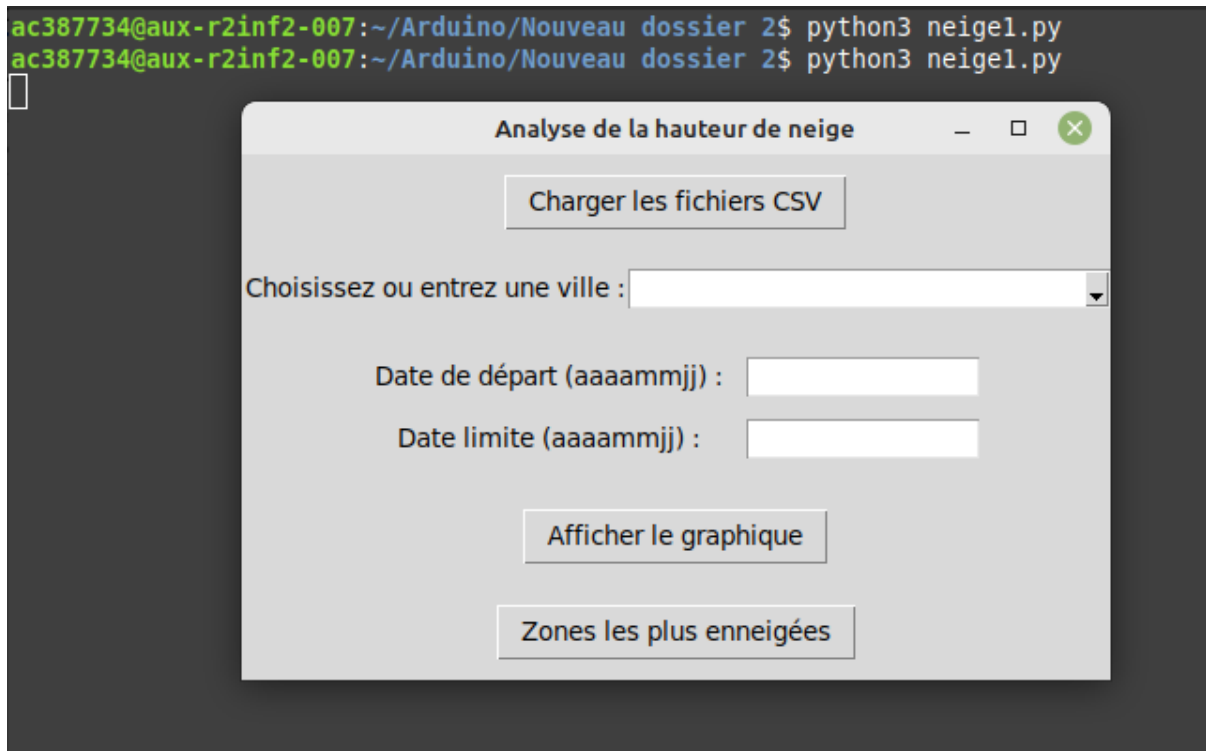 ac387734@aux-r2inf2-007:~/Arduino/Nouveau dossier 2$ python3 neige1.py
ac387734@aux-r2inf2-007:~/Arduino/Nouveau dossier 2$ python3 neige1.py
Analyse de la hauteur de neige
Charger les fichiers CSV
Choisissez ou entrez une ville :
Date de départ (aaaammjj) :
Date limite (aaaammjj) :
Afficher le graphique
Zones les plus enneigées